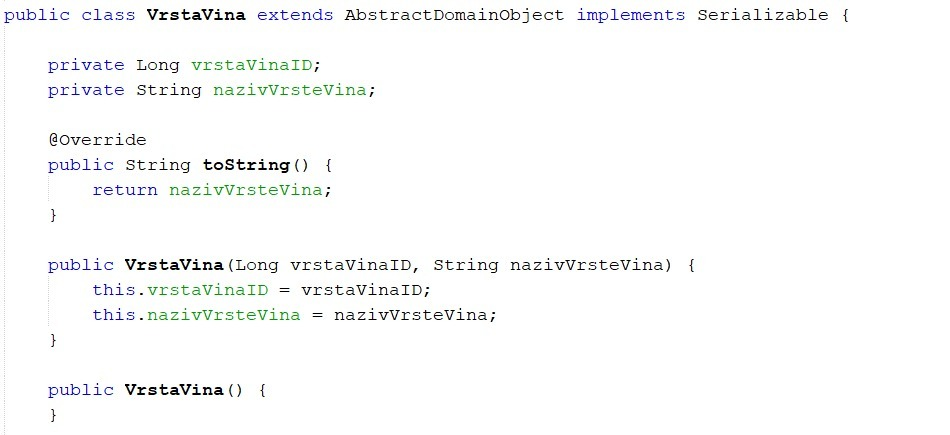 public class VrstaVina extends AbstractDomainObject implements Serializable {
private Long vrstaVinaID;
private String nazivVrsteVina;
@Override
public String toString() {
return nazivVrsteVina;
}
public VrstaVina(Long vrstaVinaID, String nazivVrsteVina) {
this.vrstaVinaID = vrstaVinaID;
this.nazivVrsteVina = nazivVrsteVina;
}
public VrstaVina() {
}